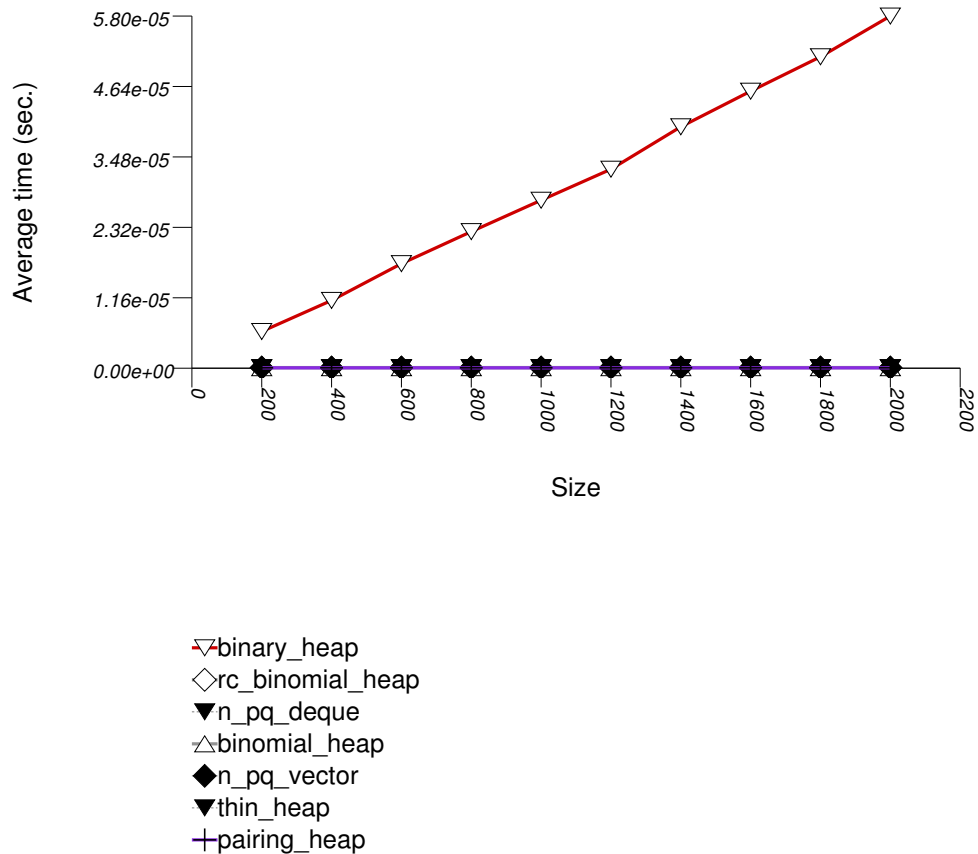 5.80e-05
4.64e-05
3.48e-05
2.32e-05
1.16e-05
0.00e+00
Average time (sec.)
0 200 400 600 800 1000 1200 1400 1600 1800 2000 2200
Size
binary_heap
rc_binomial_heap
n_pq_deque
binomial_heap
n_pq_vector
thin_heap
pairing_heap